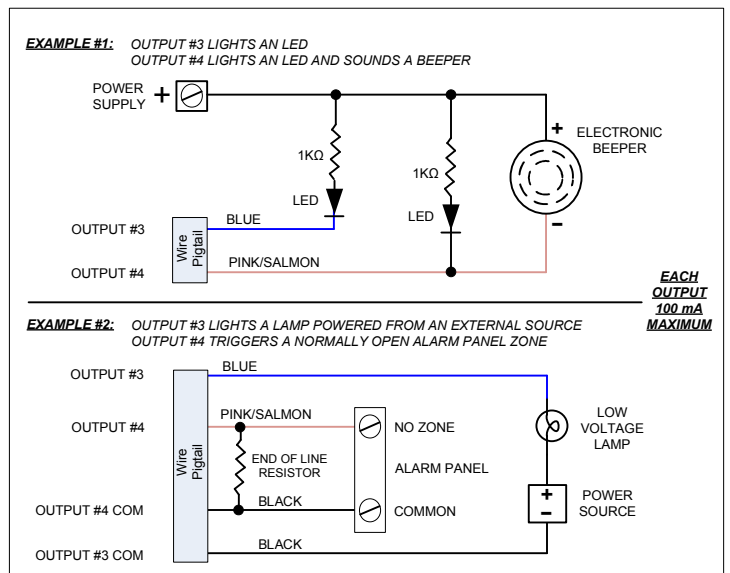 EXAMPLE #1: OUTPUT #3 LIGHTS AN LED
OUTPUT #4 LIGHTS AN LED AND SOUNDS A BEEPER
POWER
SUPPLY +
+ ELECTRONIC
BEEPER
1KΩ
1KΩ
LED
LED
–
OUTPUT #3
BLUE
Wire
Pigtail
OUTPUT #4
PINK/SALMON
EACH
OUTPUT
100 mA
MAXIMUM
EXAMPLE #2: OUTPUT #3 LIGHTS A LAMP POWERED FROM AN EXTERNAL SOURCE
OUTPUT #4 TRIGGERS A NORMALLY OPEN ALARM PANEL ZONE
OUTPUT #3
BLUE
OUTPUT #4
PINK/SALMON
NO ZONE
LOW
VOLTAGE
LAMP
Wire
Pigtail
END OF LINE
RESISTOR
ALARM PANEL
OUTPUT #4 COM
BLACK
COMMON
+
–
POWER
SOURCE
OUTPUT #3 COM
BLACK